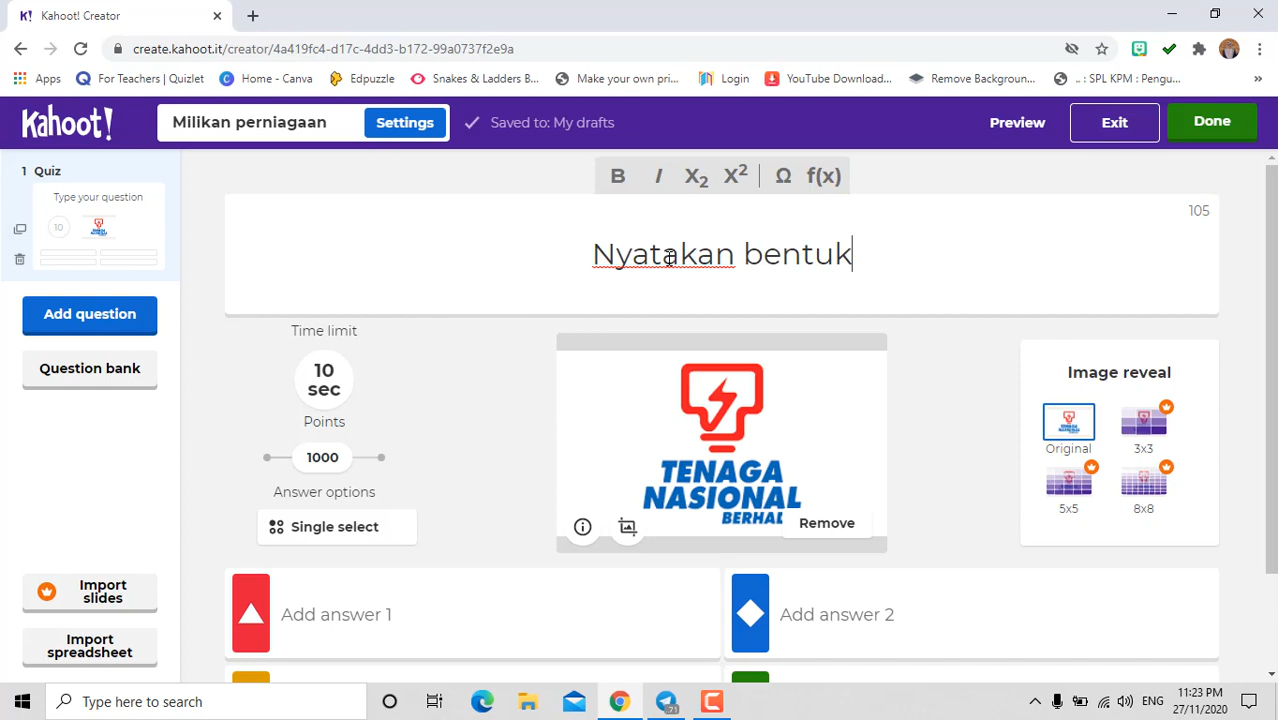 Kahoot! Creator
create.kahoot.it/creator/4a419fc4-d17c-4dd3-b172-99a0737f2e9a
Apps
For Teachers | Quizlet
Home - Canva
Edpuzzle
Snakes & Ladders B...
Make your own pri...
Login
YouTube Download...
Remove Backgroun...
.. : SPL KPM : Pengu...
»
Kahoot!
Milikan perniagaan
Settings
Saved to: My drafts
Preview
Exit
Done
1 Quiz
Type your question
10
Add question
Question bank
Import
slides
Import
spreadsheet
B I X₂ X² Ω f(x)
105
Nyatakan bentuk
Time limit
10
sec
Points
1000
Answer options
Single select
TENAGA
NASIONAL
BERHAD
Remove
Image reveal
Original
3x3
5x5
8x8
Add answer 1
Add answer 2
Type here to search
71
ENG
11:23 PM
27/11/2020